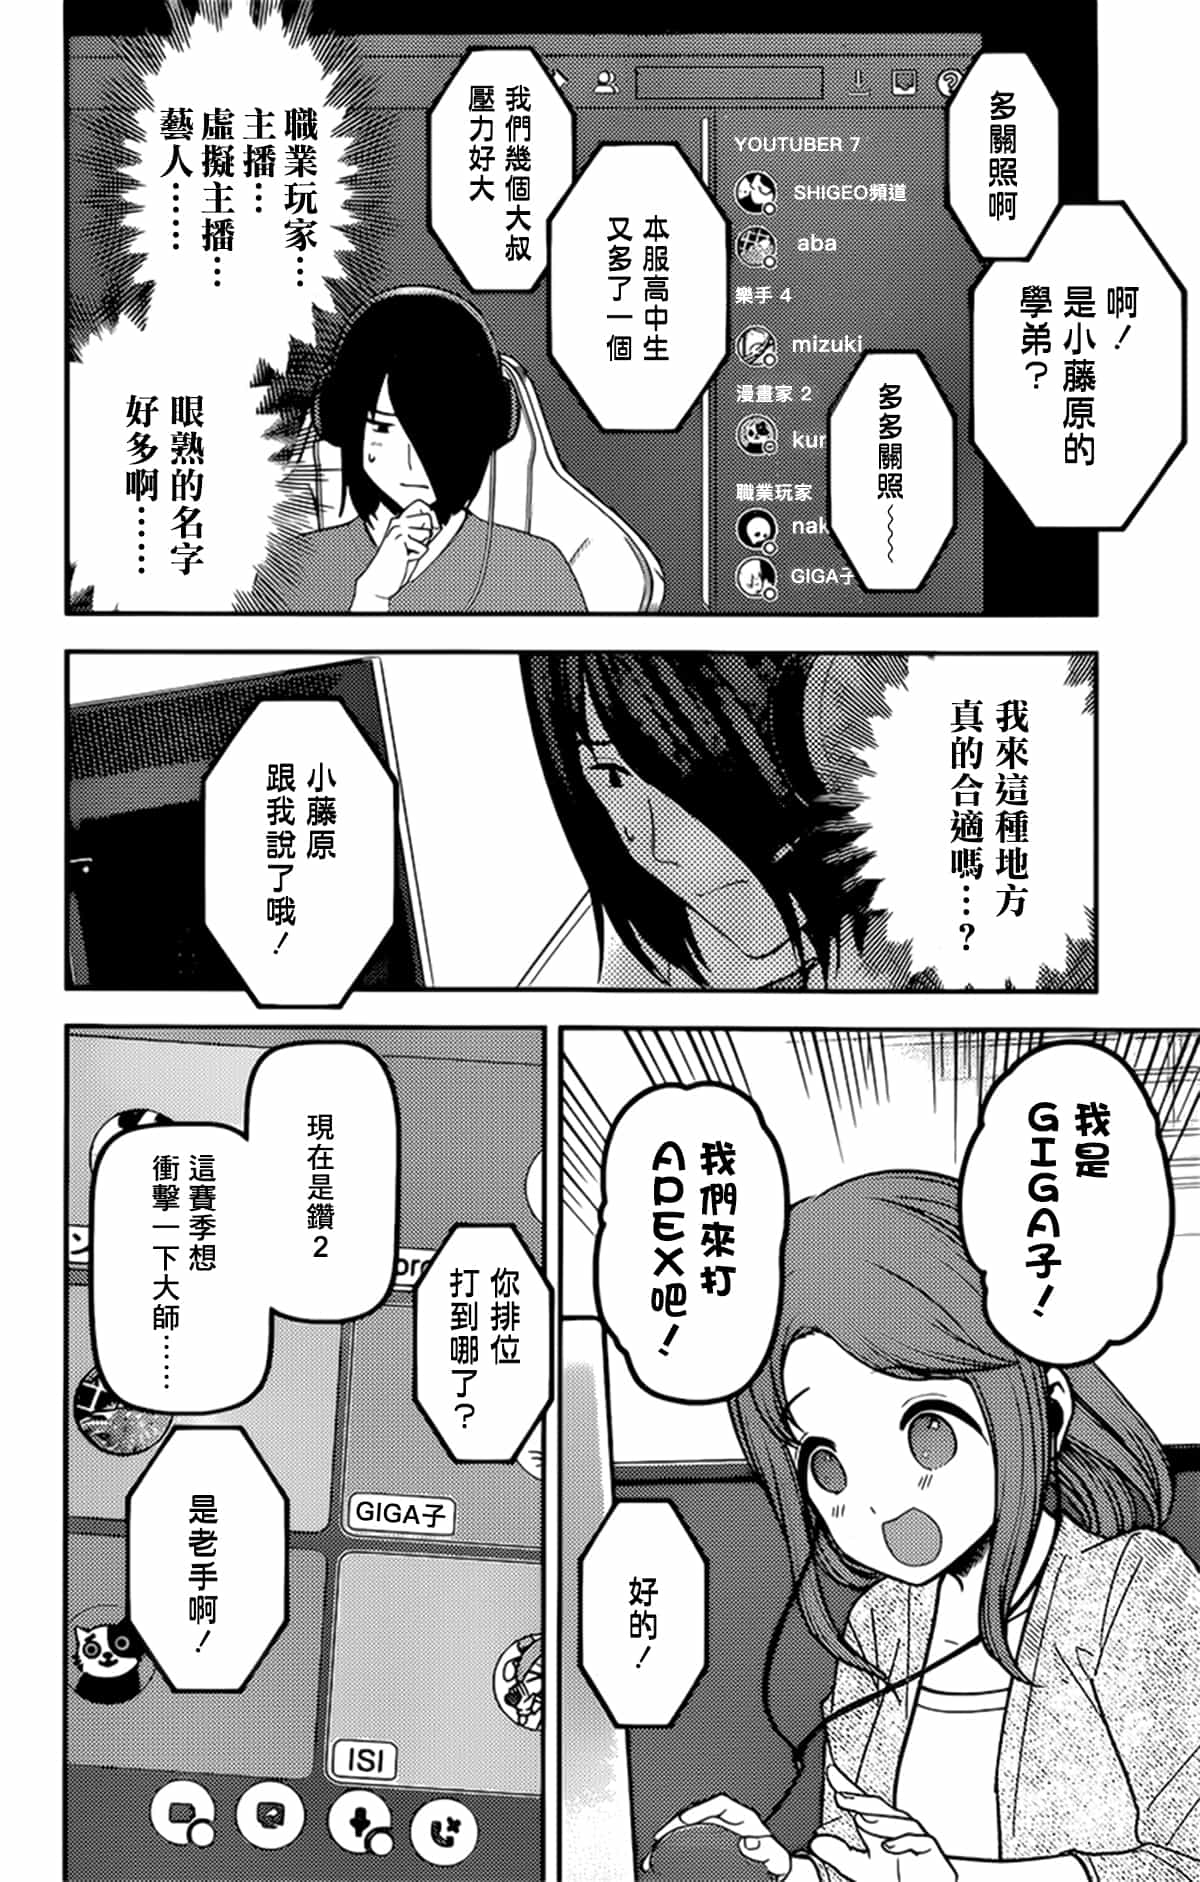 多關照啊
啊！
是小藤原的
學弟？
多多關照～～～
本服高中生
又多了一個
我們幾個大叔
壓力好大
YOUTUBER 7
SHIGEO頻道
aba
樂手 4
mizuki
漫畫家 2
職業玩家
GIGA子
職業玩家…
主播…
虛擬主播…
藝人……
眼熟的名字
好多啊……
我來這種地方
真的合適嗎…？
小藤原
跟我說了哦！
我是
GIGA子！
我們來打
APEX吧！
好的！
你排位
打到哪了？
現在是鑽2
這賽季想
衝擊一下大師……
是老手啊！
GIGA子
ISI